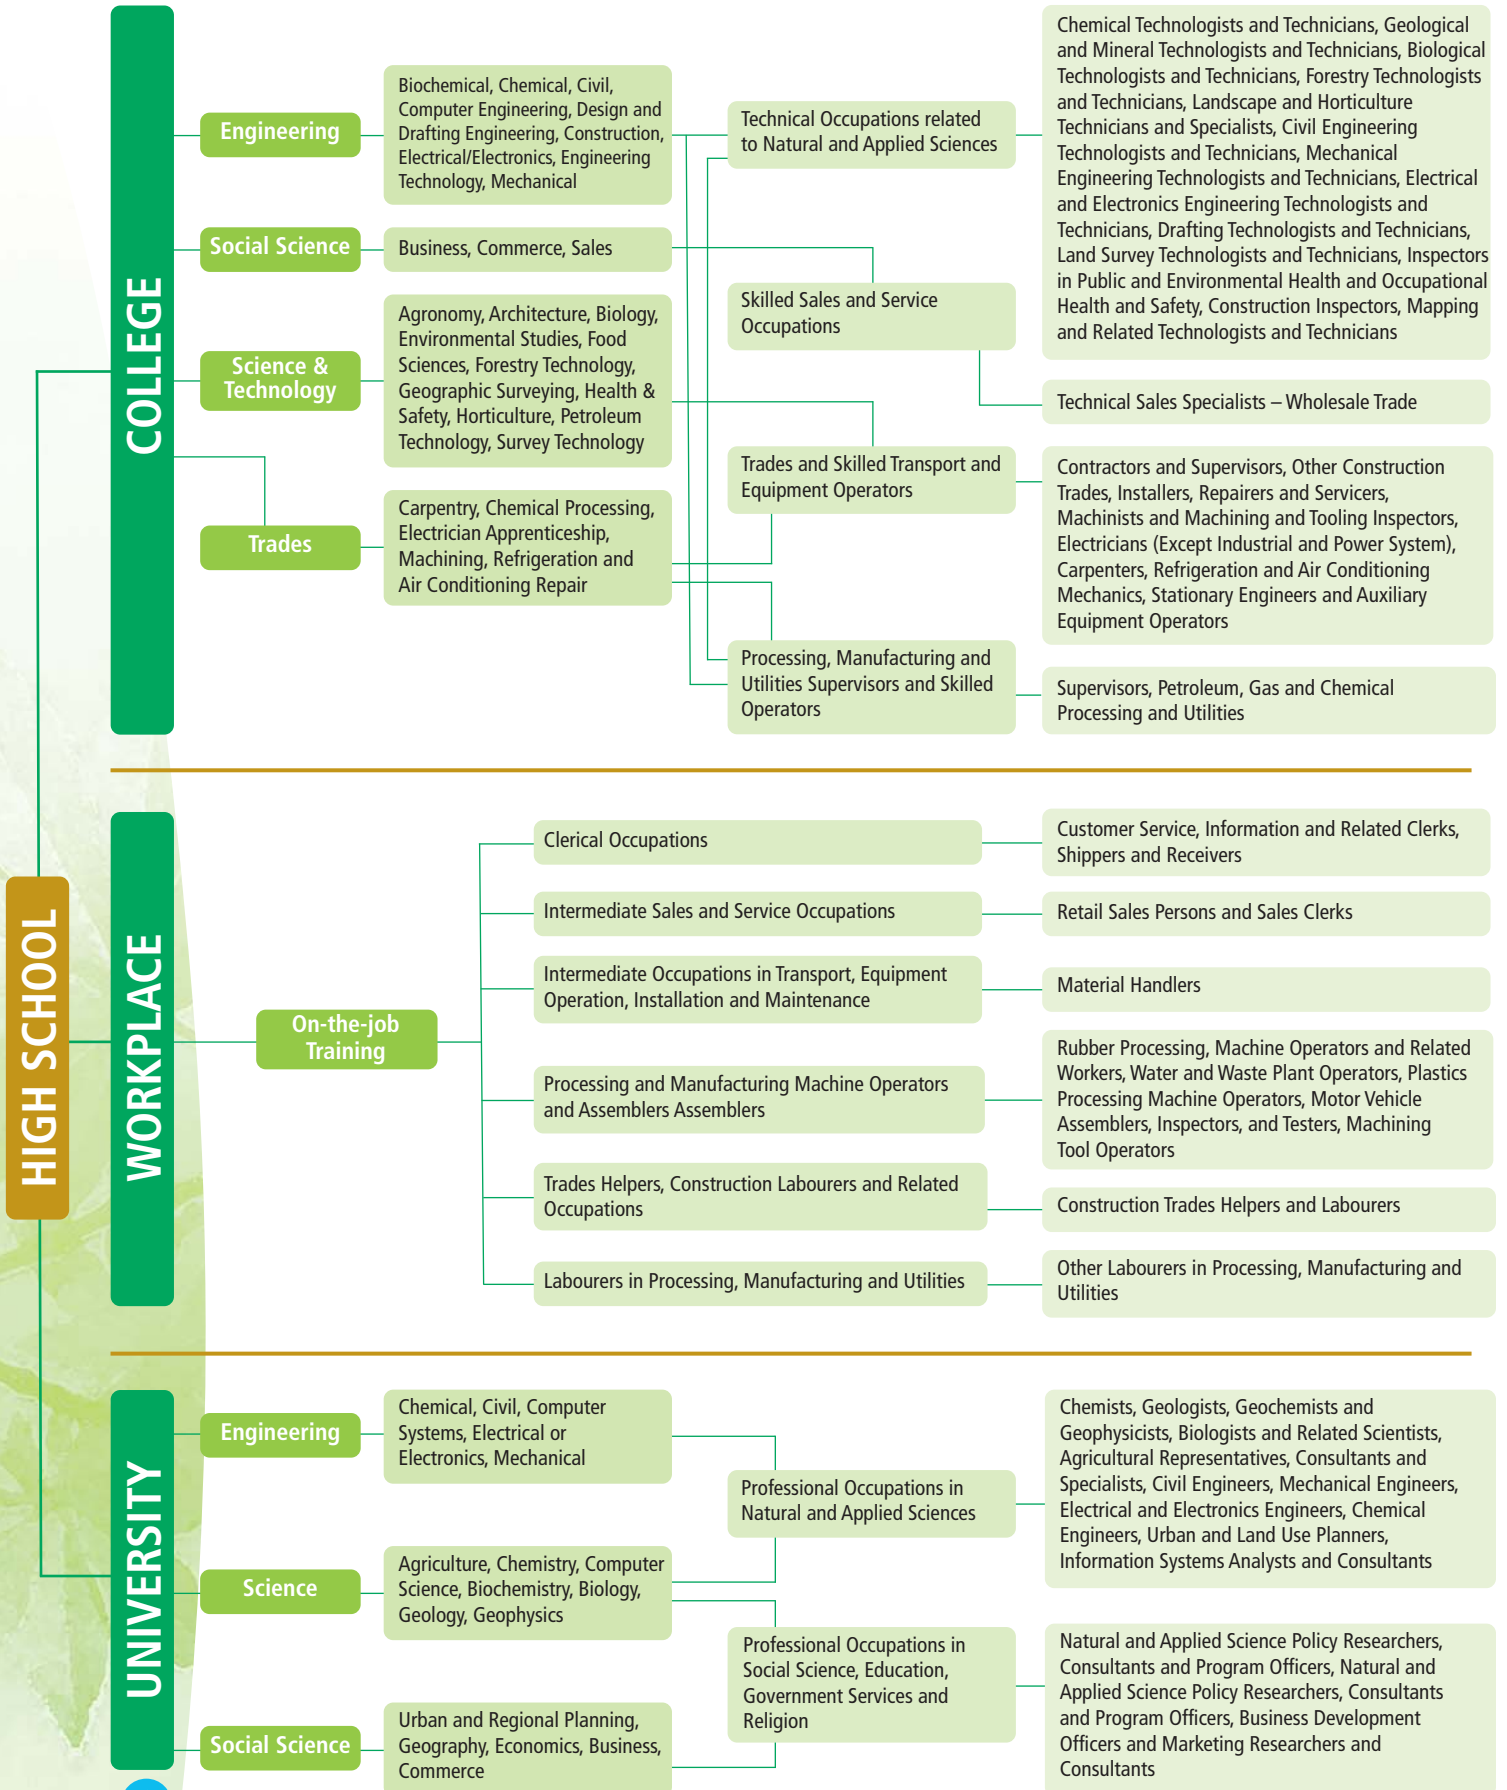 HIGH SCHOOL
COLLEGE
Engineering
Biochemical, Chemical, Civil,
Computer Engineering, Design and
Drafting Engineering, Construction,
Electrical/Electronics, Engineering
Technology, Mechanical
Social Science
Business, Commerce, Sales
Science &
Technology
Agronomy, Architecture, Biology,
Environmental Studies, Food
Sciences, Forestry Technology,
Geographic Surveying, Health &
Safety, Horticulture, Petroleum
Technology, Survey Technology
Trades
Carpentry, Chemical Processing,
Electrician Apprenticeship,
Machining, Refrigeration and
Air Conditioning Repair
Technical Occupations related
to Natural and Applied Sciences
Skilled Sales and Service
Occupations
Trades and Skilled Transport and
Equipment Operators
Processing, Manufacturing and
Utilities Supervisors and Skilled
Operators
Chemical Technologists and Technicians, Geological
and Mineral Technologists and Technicians, Biological
Technologists and Technicians, Forestry Technologists
and Technicians, Landscape and Horticulture
Technicians and Specialists, Civil Engineering
Technologists and Technicians, Mechanical
Engineering Technologists and Technicians, Electrical
and Electronics Engineering Technologists and
Technicians, Drafting Technologists and Technicians,
Land Survey Technologists and Technicians, Inspectors
in Public and Environmental Health and Occupational
Health and Safety, Construction Inspectors, Mapping
and Related Technologists and Technicians
Technical Sales Specialists – Wholesale Trade
Contractors and Supervisors, Other Construction
Trades, Installers, Repairers and Servicers,
Machinists and Machining and Tooling Inspectors,
Electricians (Except Industrial and Power System),
Carpenters, Refrigeration and Air Conditioning
Mechanics, Stationary Engineers and Auxiliary
Equipment Operators
Supervisors, Petroleum, Gas and Chemical
Processing and Utilities
WORKPLACE
On-the-job
Training
Clerical Occupations
Customer Service, Information and Related Clerks,
Shippers and Receivers
Intermediate Sales and Service Occupations
Retail Sales Persons and Sales Clerks
Intermediate Occupations in Transport, Equipment
Operation, Installation and Maintenance
Material Handlers
Processing and Manufacturing Machine Operators
and Assemblers Assemblers
Rubber Processing, Machine Operators and Related
Workers, Water and Waste Plant Operators, Plastics
Processing Machine Operators, Motor Vehicle
Assemblers, Inspectors, and Testers, Machining
Tool Operators
Trades Helpers, Construction Labourers and Related
Occupations
Construction Trades Helpers and Labourers
Labourers in Processing, Manufacturing and Utilities
Other Labourers in Processing, Manufacturing and
Utilities
UNIVERSITY
Engineering
Chemical, Civil, Computer
Systems, Electrical or
Electronics, Mechanical
Science
Agriculture, Chemistry, Computer
Science, Biochemistry, Biology,
Geology, Geophysics
Social Science
Urban and Regional Planning,
Geography, Economics, Business,
Commerce
Professional Occupations in
Natural and Applied Sciences
Professional Occupations in
Social Science, Education,
Government Services and
Religion
Chemists, Geologists, Geochemists and
Geophysicists, Biologists and Related Scientists,
Agricultural Representatives, Consultants and
Specialists, Civil Engineers, Mechanical Engineers,
Electrical and Electronics Engineers, Chemical
Engineers, Urban and Land Use Planners,
Information Systems Analysts and Consultants
Natural and Applied Science Policy Researchers,
Consultants and Program Officers, Natural and
Applied Science Policy Researchers, Consultants
and Program Officers, Business Development
Officers and Marketing Researchers and
Consultants